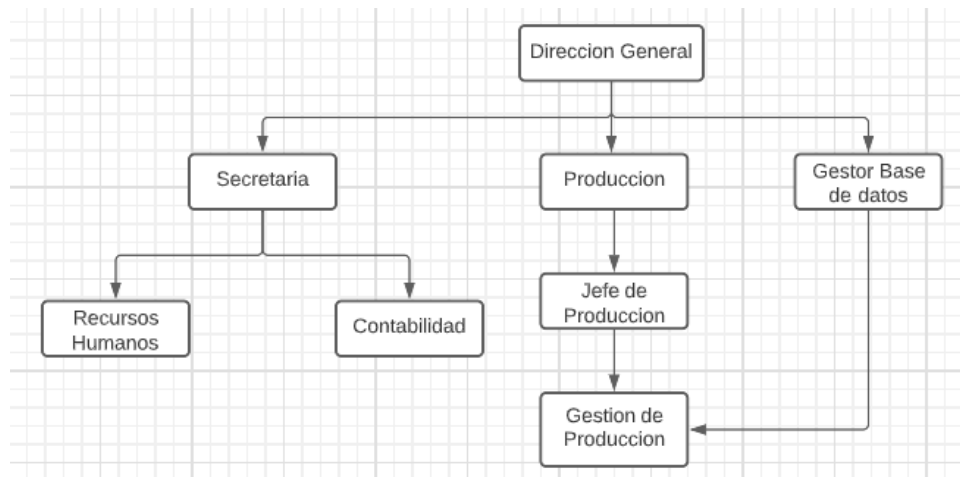 Direccion General
Secretaria
Produccion
Gestor Base
de datos
Recursos
Humanos
Contabilidad
Jefe de
Produccion
Gestion de
Produccion